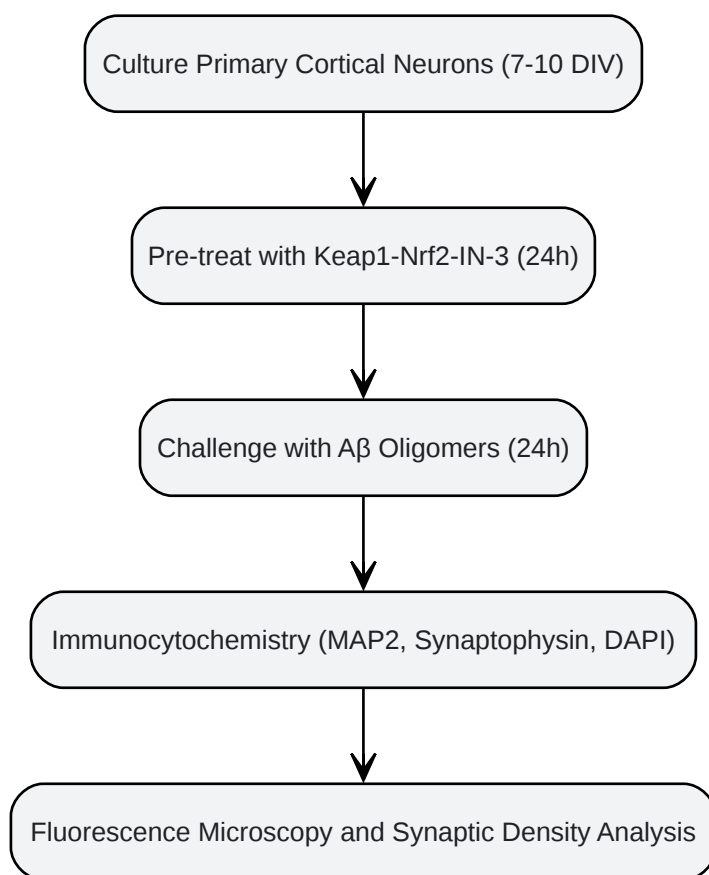 Culture Primary Cortical Neurons (7-10 DIV)
Pre-treat with Keap1-Nrf2-IN-3 (24h)
Challenge with Aβ Oligomers (24h)
Immunocytochemistry (MAP2, Synaptophysin, DAPI)
Fluorescence Microscopy and Synaptic Density Analysis